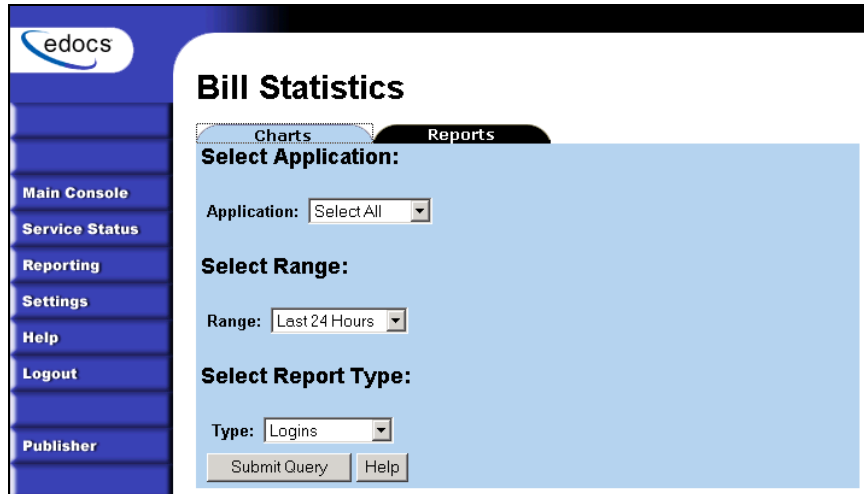 edocs
Bill Statistics
Charts
Reports
Select Application:
Application: Select All
Select Range:
Range: Last 24 Hours
Select Report Type:
Type: Logins
Submit Query Help
Main Console
Service Status
Reporting
Settings
Help
Logout
Publisher